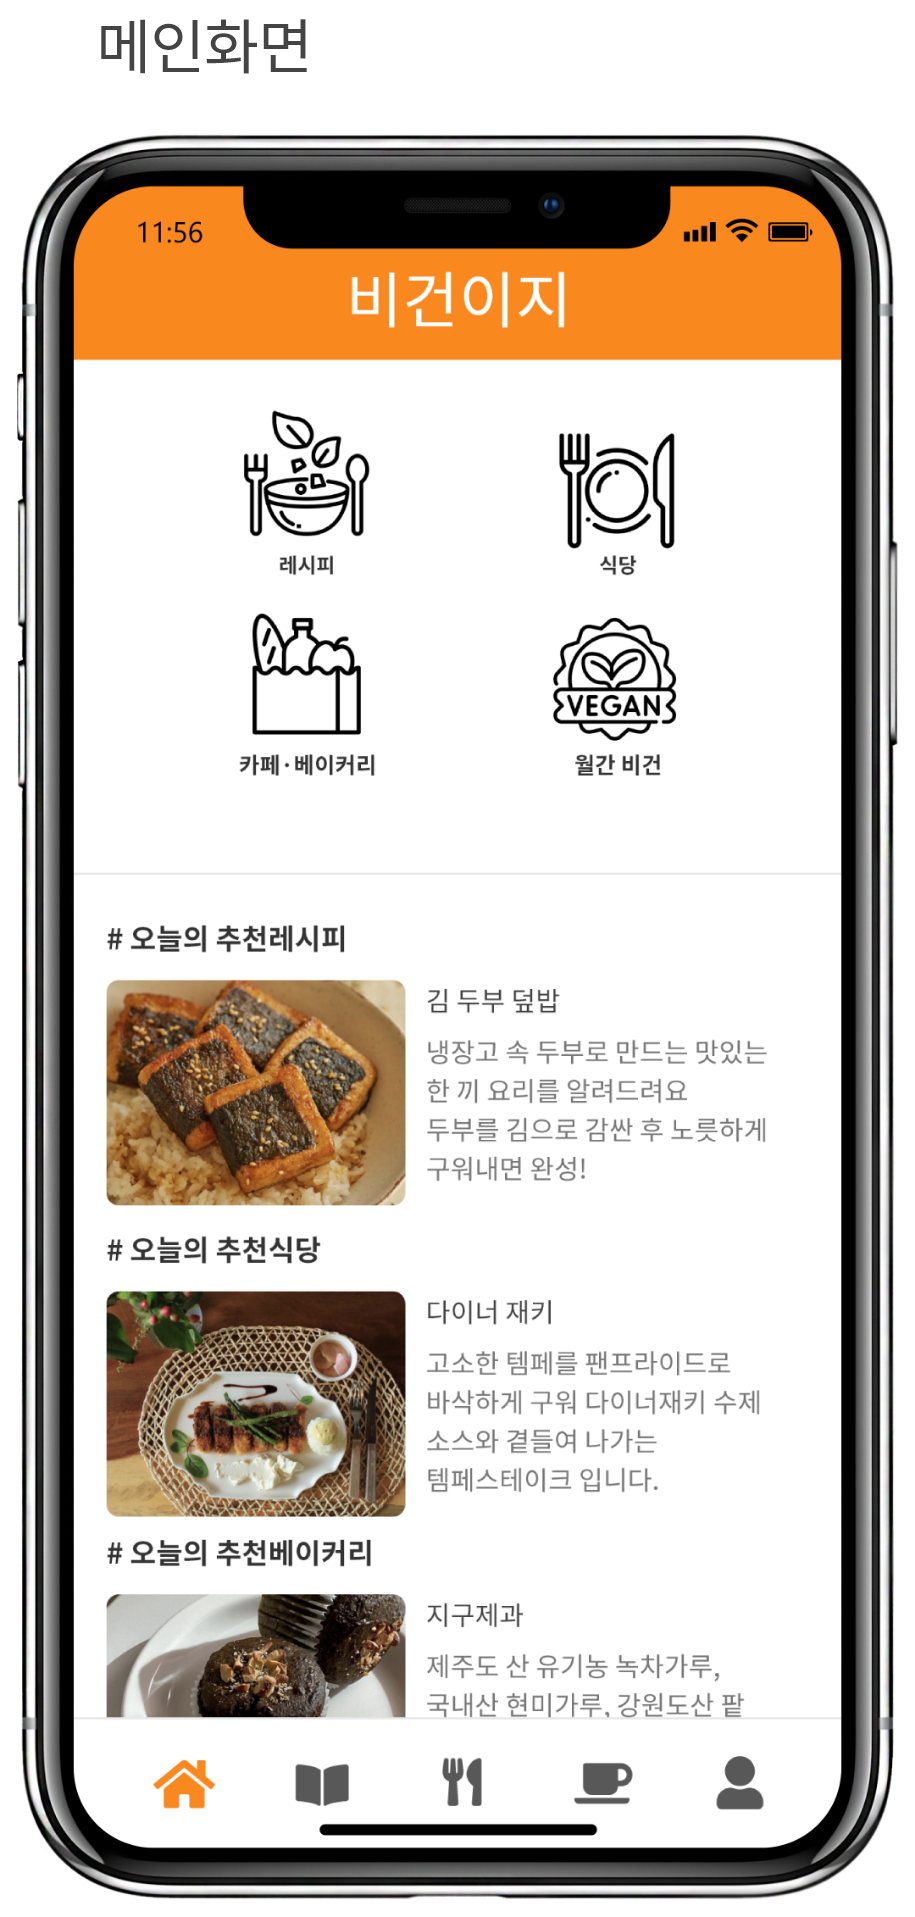 메인화면
11:56
비건이지
레시피
식당
VEGAN
카페·베이커리
월간 비건
# 오늘의 추천레시피
김 두부 덮밥
냉장고 속 두부로 만드는 맛있는
한 끼 요리를 알려드려요
두부를 김으로 감싼 후 노릇하게
구워내면 완성!
# 오늘의 추천식당
다이너 재키
고소한 템페를 팬프라이드로
바삭하게 구워 다이너재키 수제
소스와 곁들여 나가는
템페스테이크 입니다.
# 오늘의 추천베이커리
지구제과
제주도 산 유기농 녹차가루,
국내산 현미가루, 강원도산 팥